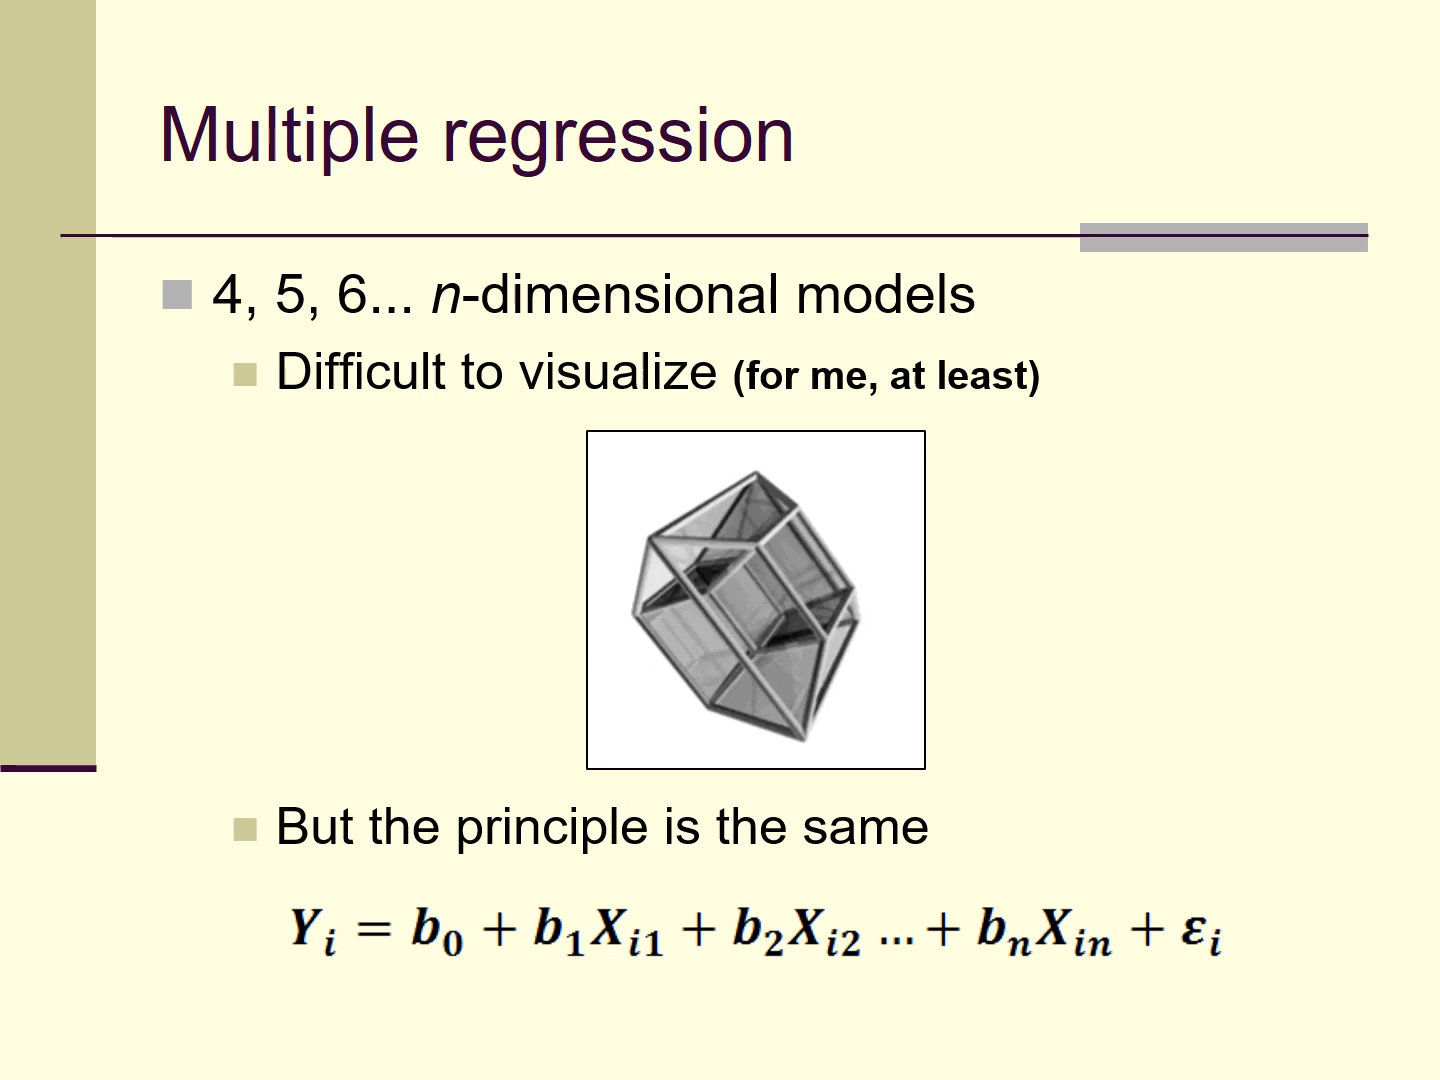 Multiple regression
4, 5, 6... n-dimensional models
Difficult to visualize (for me, at least)
But the principle is the same
Yᵢ = b₀ + b₁Xᵢ₁ + b₂Xᵢ₂ ... + bₙXᵢₙ + εᵢ